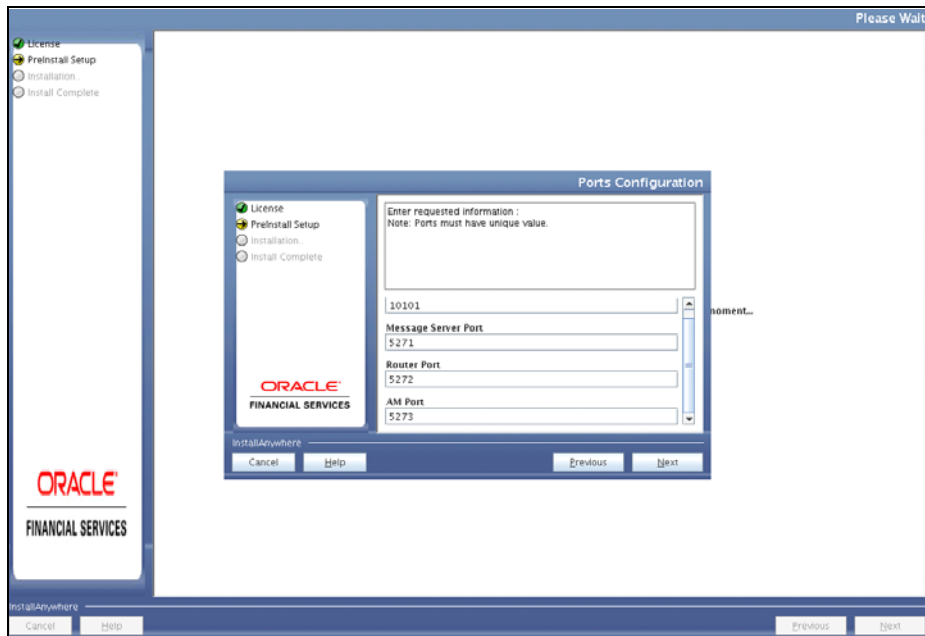 Please Wait
License
PreInstall Setup
Installation..
Install Complete
Ports Configuration
License
PreInstall Setup
Installation..
Install Complete
Enter requested information :
Note: Ports must have unique value.
10101
Message Server Port
5271
Router Port
5272
AM Port
5273
moment...
ORACLE
FINANCIAL SERVICES
InstallAnywhere
Cancel
Help
Previous
Next
ORACLE
FINANCIAL SERVICES
InstallAnywhere
Cancel
Help
Previous
Next